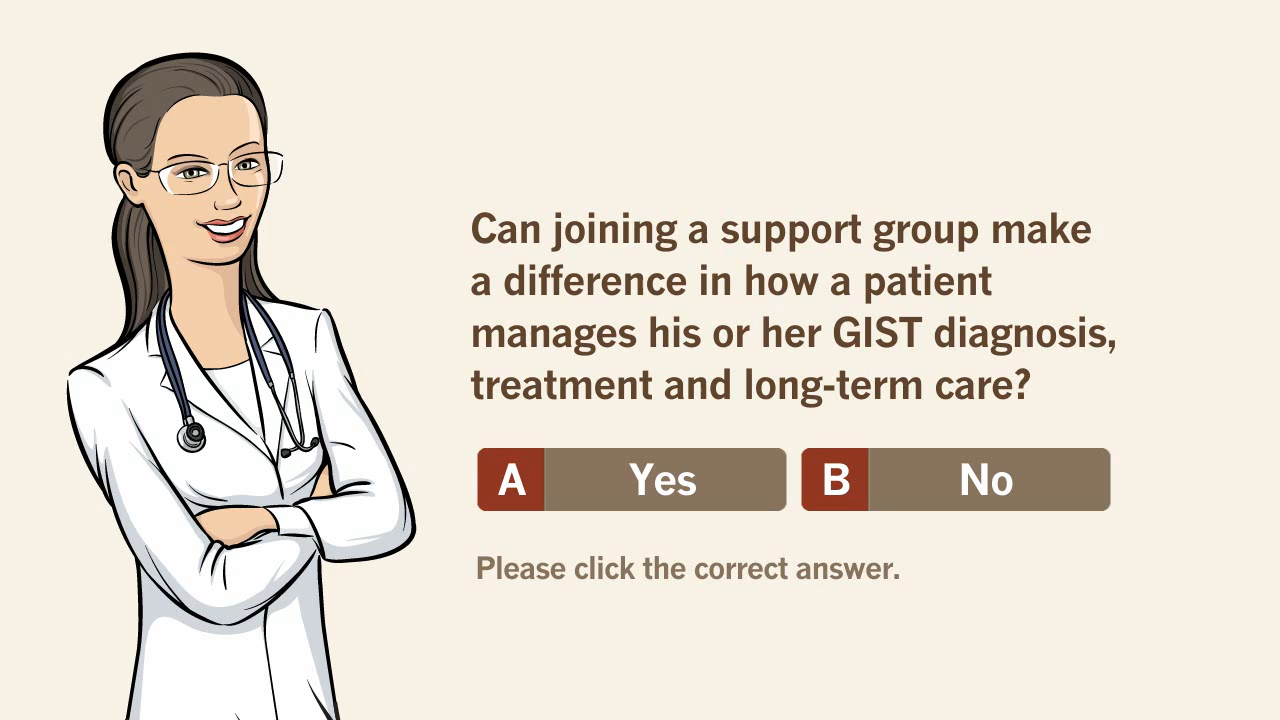 Can joining a support group make
a difference in how a patient
manages his or her GIST diagnosis,
treatment and long-term care?
A Yes B No
Please click the correct answer.